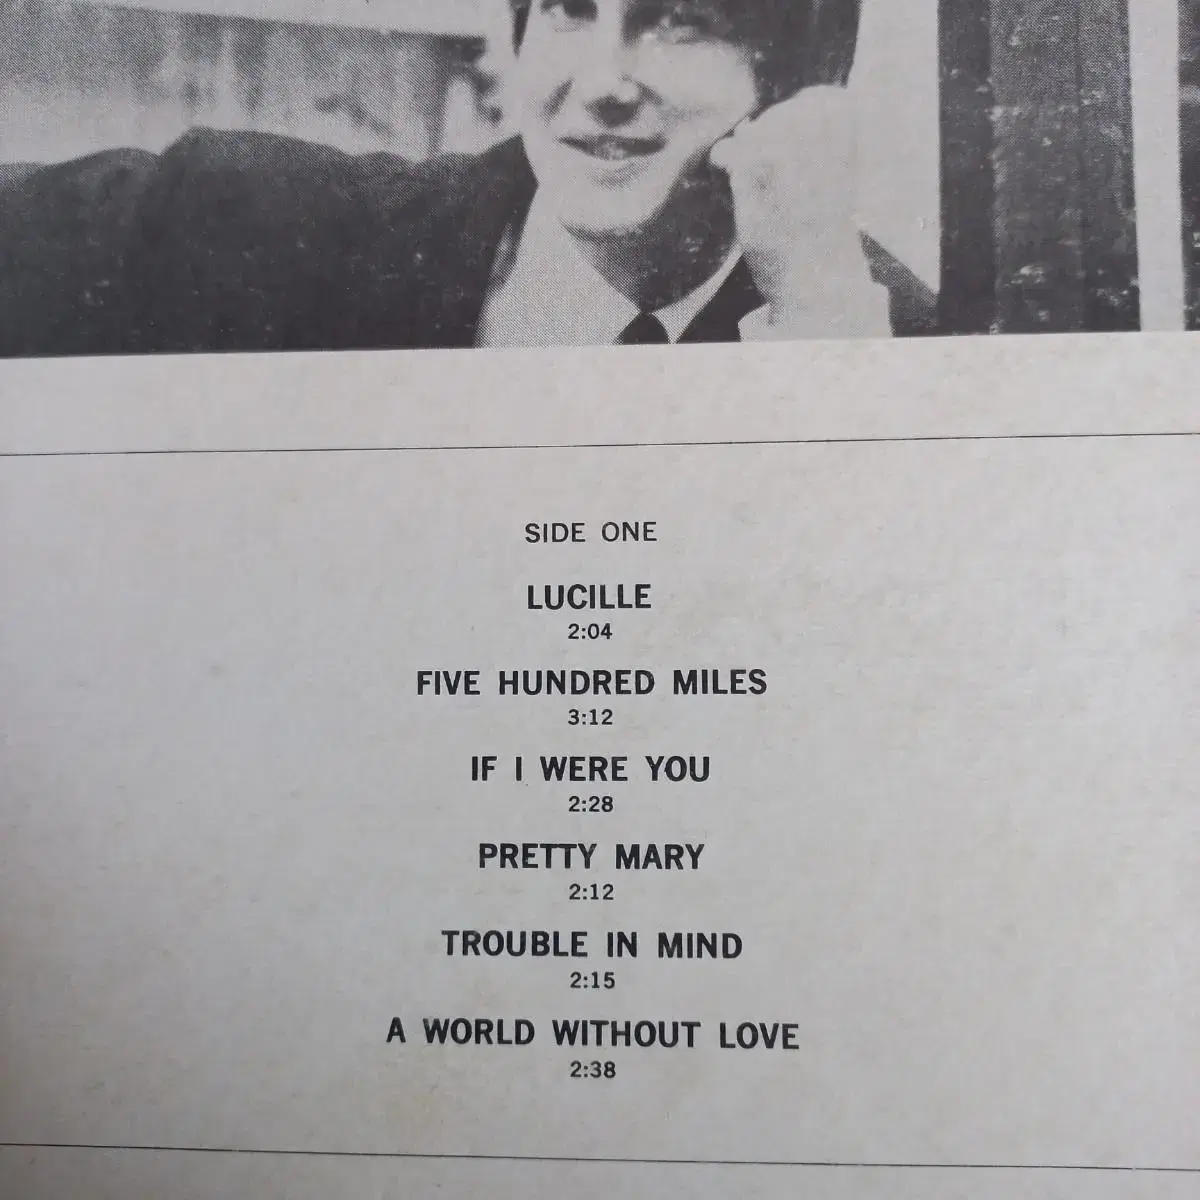 SIDE ONE
LUCILLE
2:04
FIVE HUNDRED MILES
3:12
IF I WERE YOU
2:28
PRETTY MARY
2:12
TROUBLE IN MIND
2:15
A WORLD WITHOUT LOVE
2:38